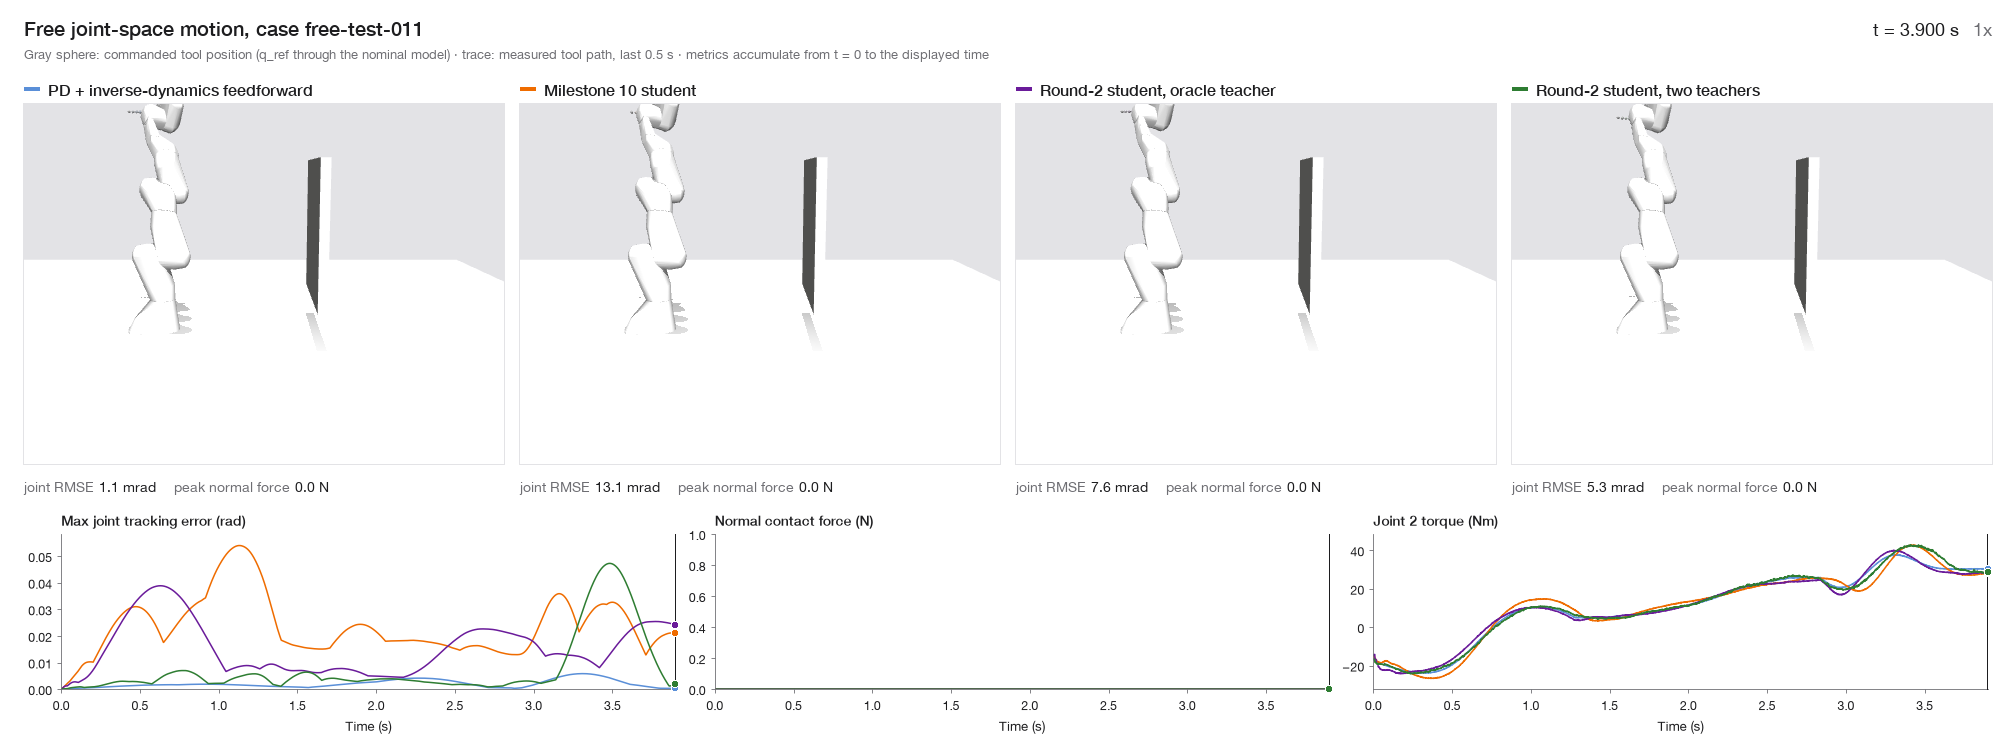 Free joint-space motion, case free-test-011
t = 3.900 s 1x
Gray sphere: commanded tool position (q_ref through the nominal model) · trace: measured tool path, last 0.5 s · metrics accumulate from t = 0 to the displayed time
PD + inverse-dynamics feedforward
Milestone 10 student
Round-2 student, oracle teacher
Round-2 student, two teachers
joint RMSE 1.1 mrad peak normal force 0.0 N
joint RMSE 13.1 mrad peak normal force 0.0 N
joint RMSE 7.6 mrad peak normal force 0.0 N
joint RMSE 5.3 mrad peak normal force 0.0 N
Max joint tracking error (rad)
0.05
0.04
0.03
0.02
0.01
0.00
0.0 0.5 1.0 1.5 2.0 2.5 3.0 3.5
Time (s)
Normal contact force (N)
1.0
0.8
0.6
0.4
0.2
0.0
0.0 0.5 1.0 1.5 2.0 2.5 3.0 3.5
Time (s)
Joint 2 torque (Nm)
40
20
0
−20
0.0 0.5 1.0 1.5 2.0 2.5 3.0 3.5
Time (s)